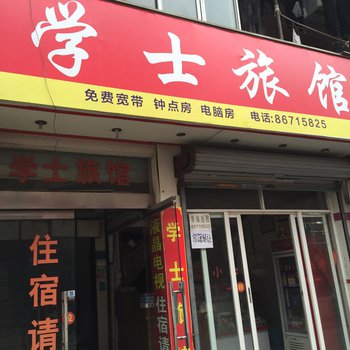 学士旅馆
免费宽带 钟点房 电脑房 电话:86715825
学士旅馆
住宿请
液晶电视
学士旅
住宿请